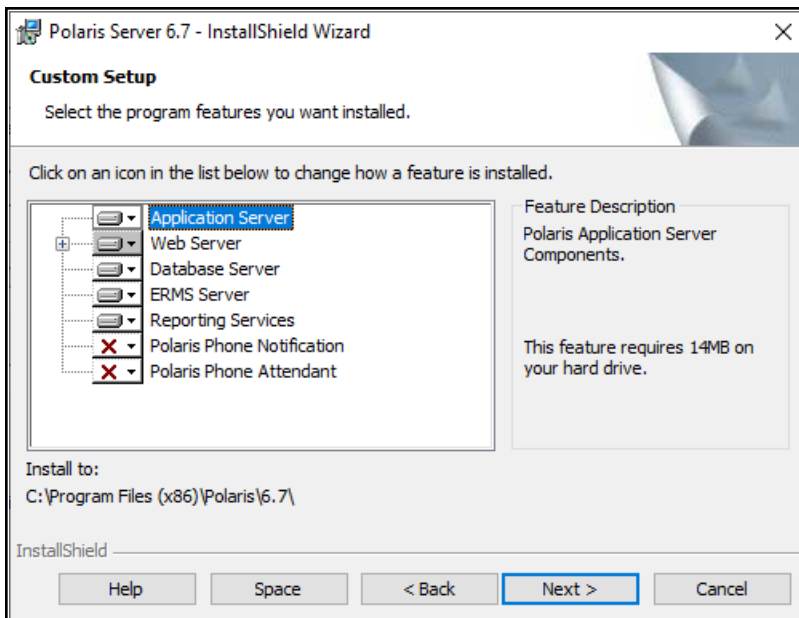 Polaris Server 6.7 - InstallShield Wizard
Custom Setup
Select the program features you want installed.
Click on an icon in the list below to change how a feature is installed.
Application Server
Web Server
Database Server
ERMS Server
Reporting Services
Polaris Phone Notification
Polaris Phone Attendant
Feature Description
Polaris Application Server
Components.
This feature requires 14MB on
your hard drive.
Install to:
C:\Program Files (x86)\Polaris\6.7\
InstallShield
Help
Space
< Back
Next >
Cancel